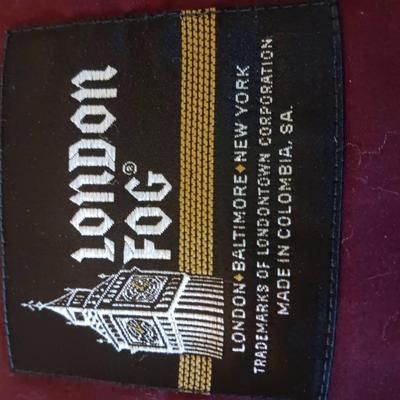 LONDON
FOG®
LONDON♦BALTIMORE♦NEW YORK
TRADEMARKS OF LONDONTOWN CORPORATION
MADE IN COLOMBIA, SA.